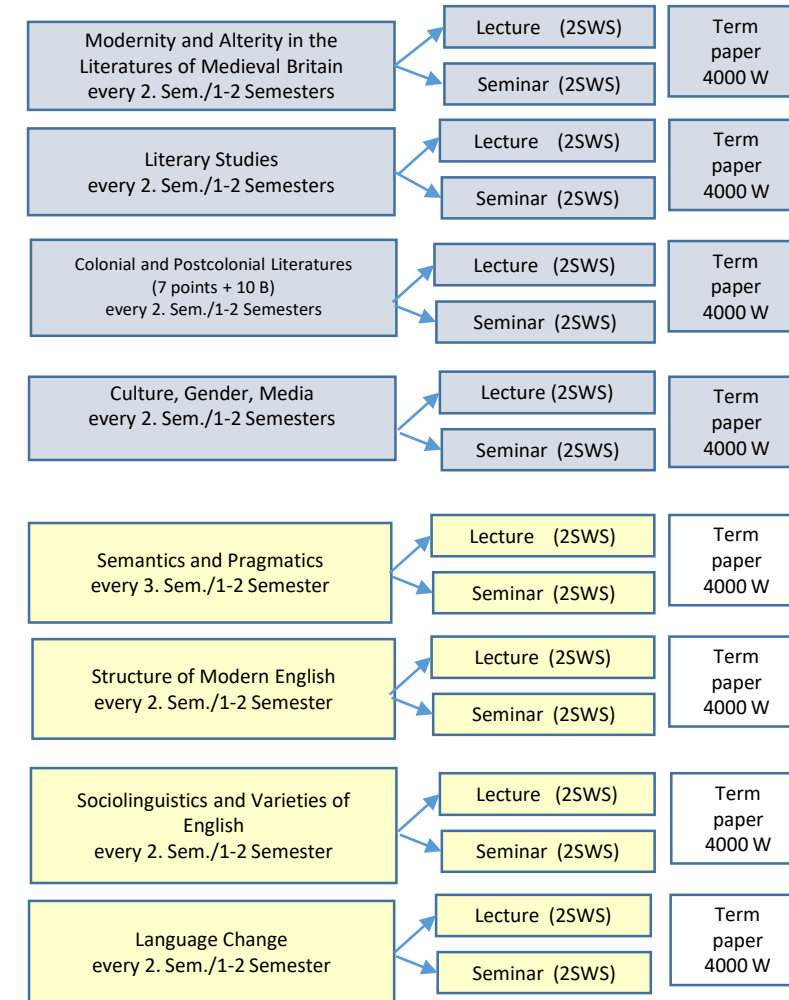 Modernity and Alterity in the
Literatures of Medieval Britain
every 2. Sem./1-2 Semesters
Lecture (2SWS)
Seminar (2SWS)
Term
paper
4000 W
Literary Studies
every 2. Sem./1-2 Semesters
Lecture (2SWS)
Seminar (2SWS)
Term
paper
4000 W
Colonial and Postcolonial Literatures
(7 points + 10 B)
every 2. Sem./1-2 Semesters
Lecture (2SWS)
Seminar (2SWS)
Term
paper
4000 W
Culture, Gender, Media
every 2. Sem./1-2 Semesters
Lecture (2SWS)
Seminar (2SWS)
Term
paper
4000 W
Semantics and Pragmatics
every 3. Sem./1-2 Semester
Lecture (2SWS)
Seminar (2SWS)
Term
paper
4000 W
Structure of Modern English
every 2. Sem./1-2 Semester
Lecture (2SWS)
Seminar (2SWS)
Term
paper
4000 W
Sociolinguistics and Varieties of
English
every 2. Sem./1-2 Semester
Lecture (2SWS)
Seminar (2SWS)
Term
paper
4000 W
Language Change
every 2. Sem./1-2 Semester
Lecture (2SWS)
Seminar (2SWS)
Term
paper
4000 W